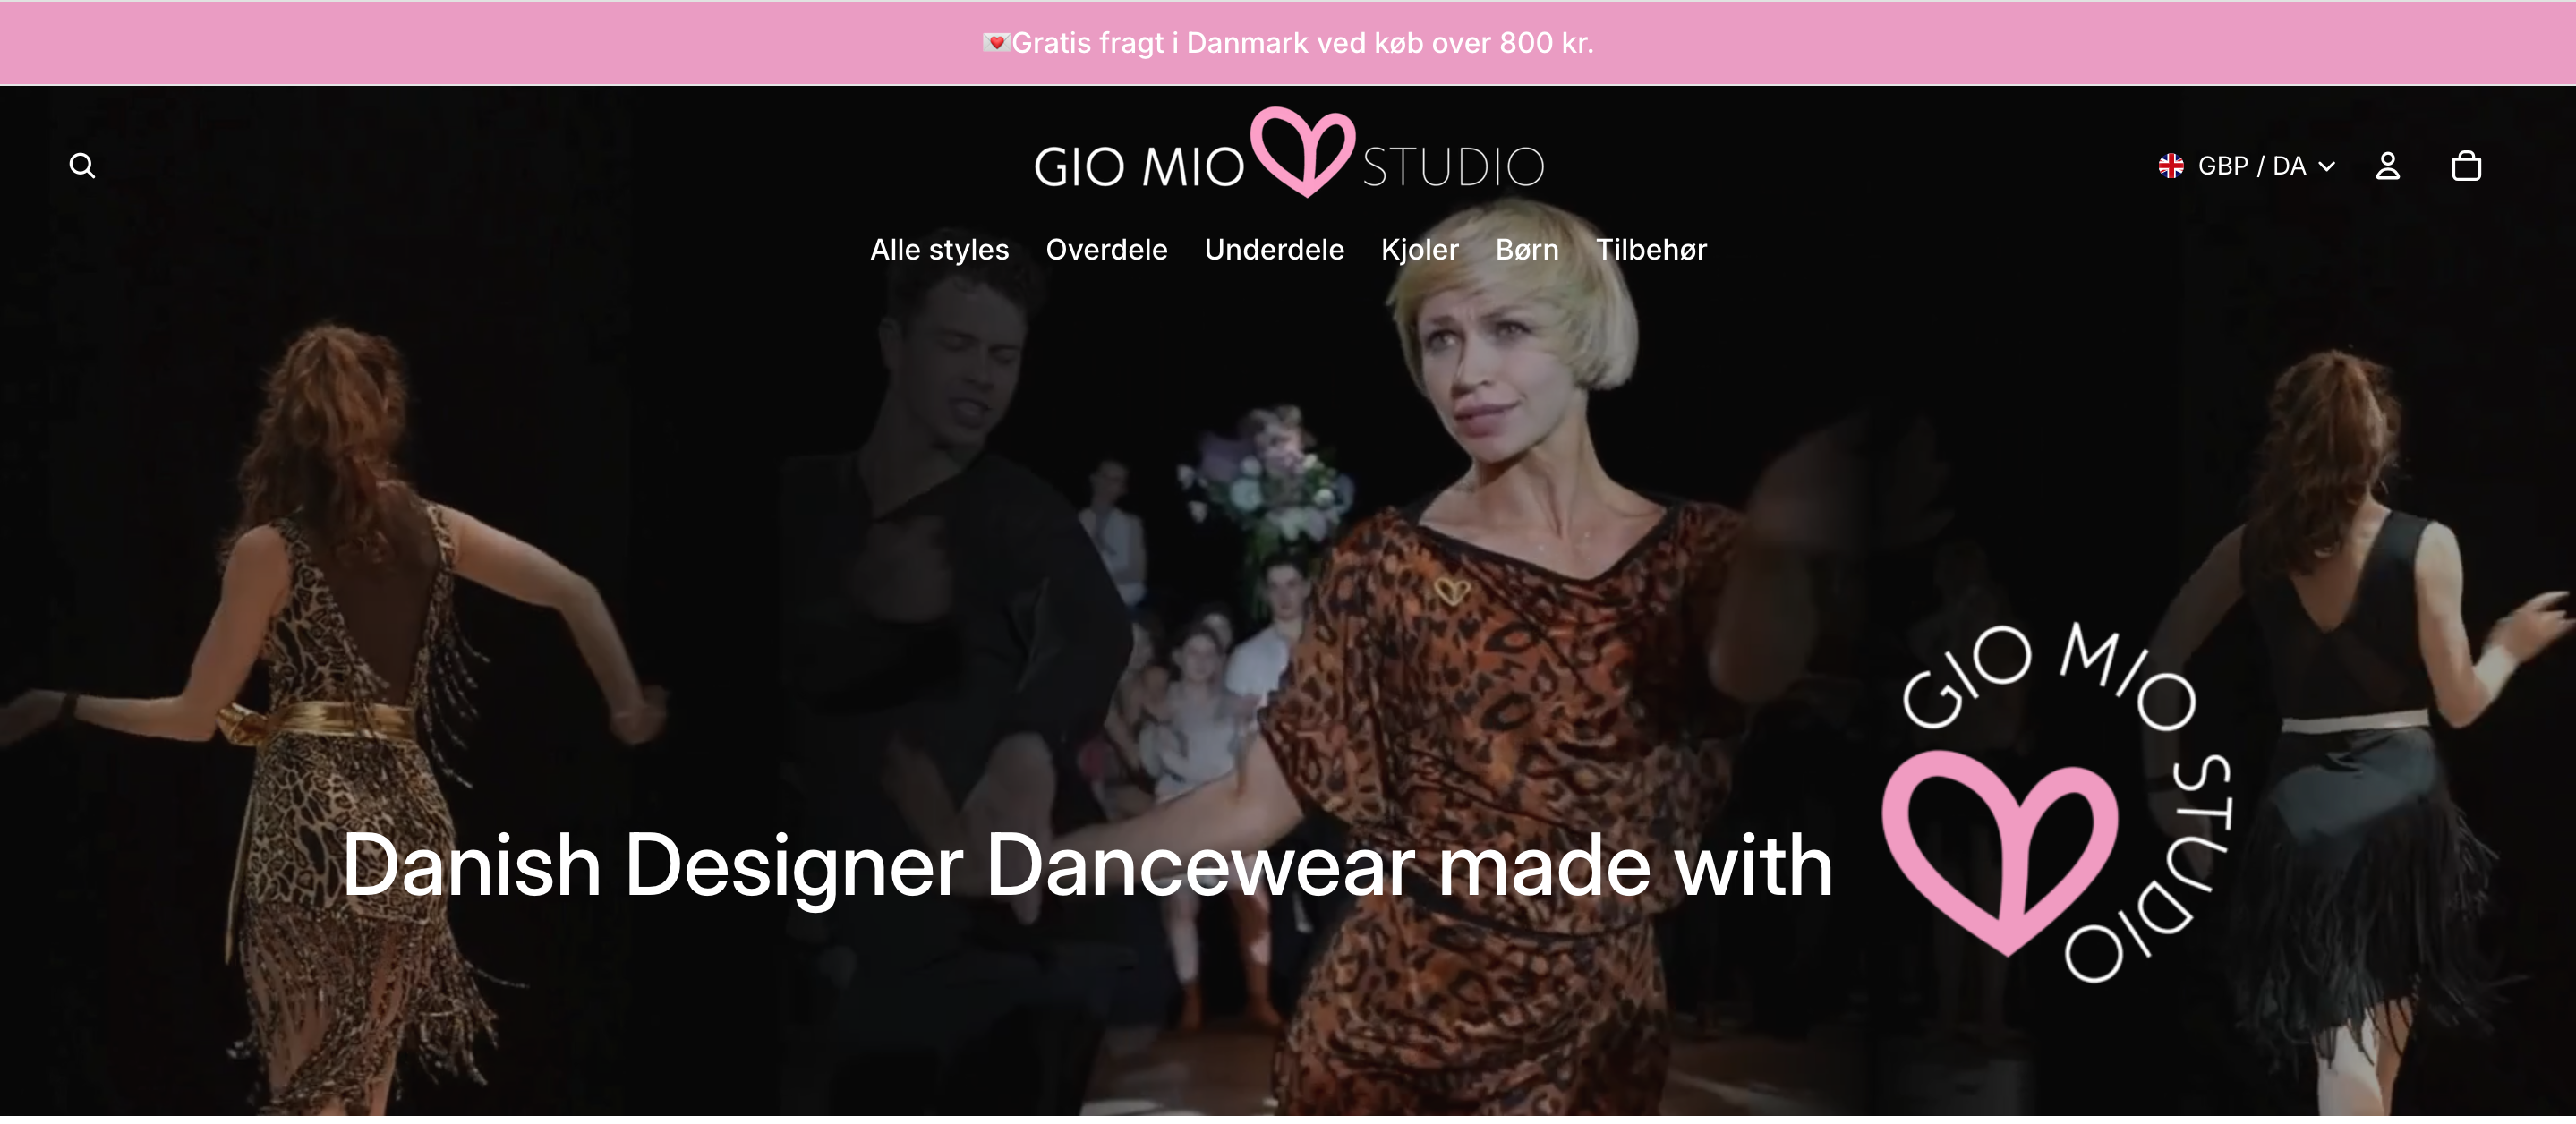 💌Gratis fragt i Danmark ved køb over 800 kr.
GIO MIO STUDIO
GBP / DA
Alle styles Overdele Underdele Kjoler Børn Tilbehør
Danish Designer Dancewear made with
GIO MIO STUDIO